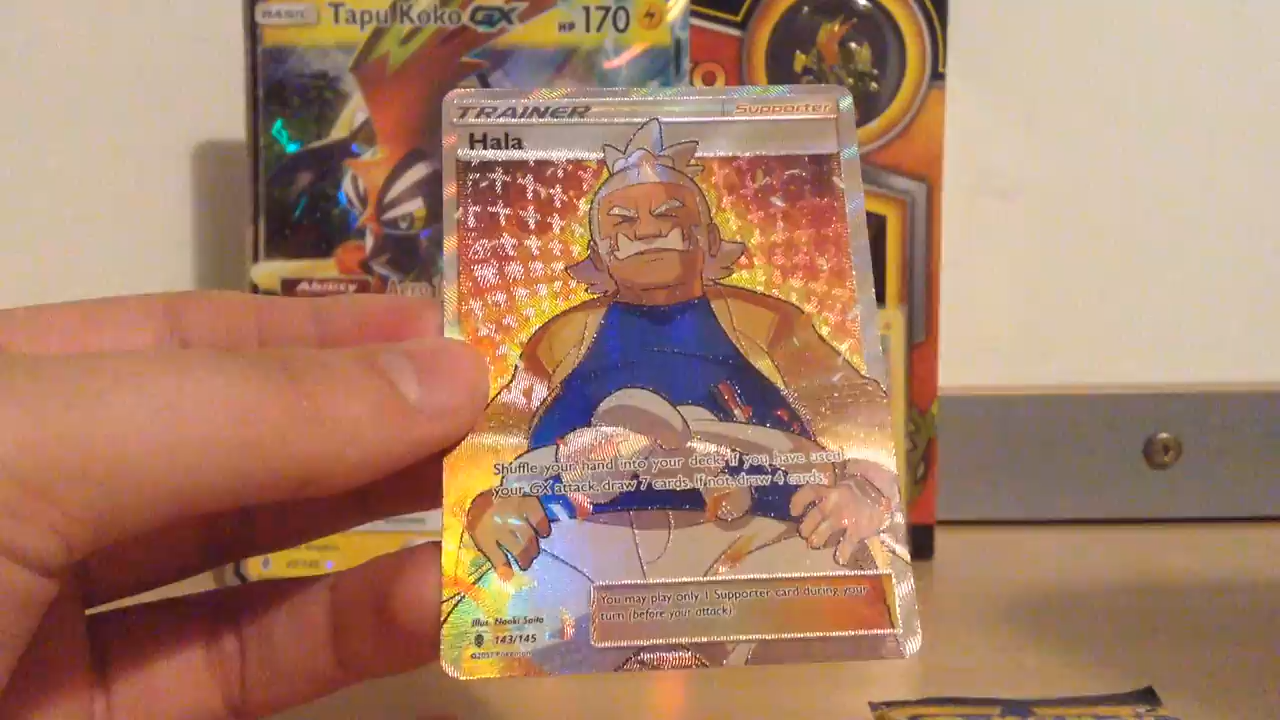 BASIC Tapu Koko GX HP 170
TRAINER Supporter
Hala
Ability
Shuffle your hand into your deck. If you have used
your GX attack, draw 7 cards. If not, draw 4 cards.
You may play only 1 Supporter card during your
turn (before your attack).
Illus. Naoki Saito
143/145
©2017 Pokémon